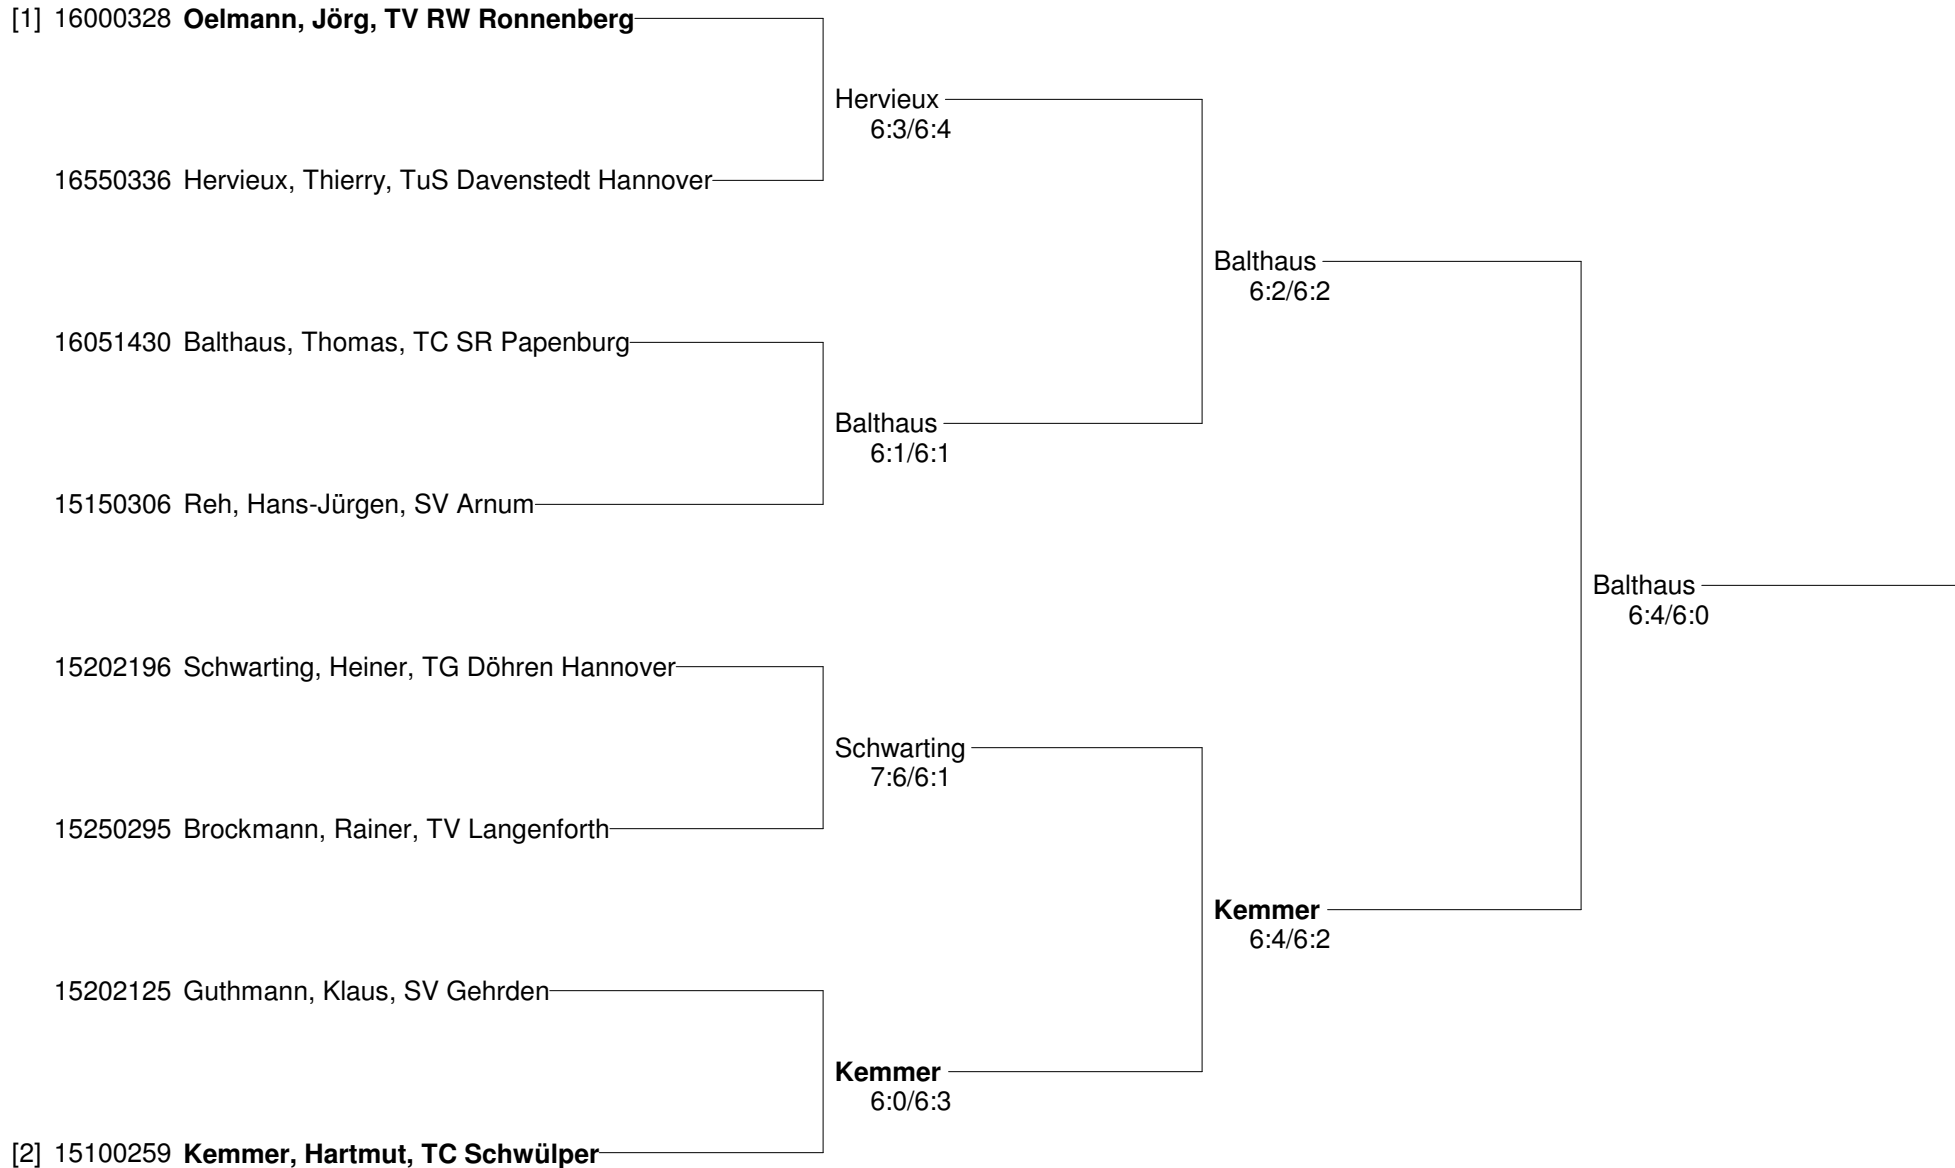 [1] 16000328 Oelmann, Jörg, TV RW Ronnenberg
Hervieux
6:3/6:4
16550336 Hervieux, Thierry, TuS Davenstedt Hannover
Balthaus
6:2/6:2
16051430 Balthaus, Thomas, TC SR Papenburg
Balthaus
6:1/6:1
15150306 Reh, Hans-Jürgen, SV Arnum
Balthaus
6:4/6:0
15202196 Schwarting, Heiner, TG Döhren Hannover
Schwarting
7:6/6:1
15250295 Brockmann, Rainer, TV Langenforth
Kemmer
6:4/6:2
15202125 Guthmann, Klaus, SV Gehrden
Kemmer
6:0/6:3
[2] 15100259 Kemmer, Hartmut, TC Schwülper